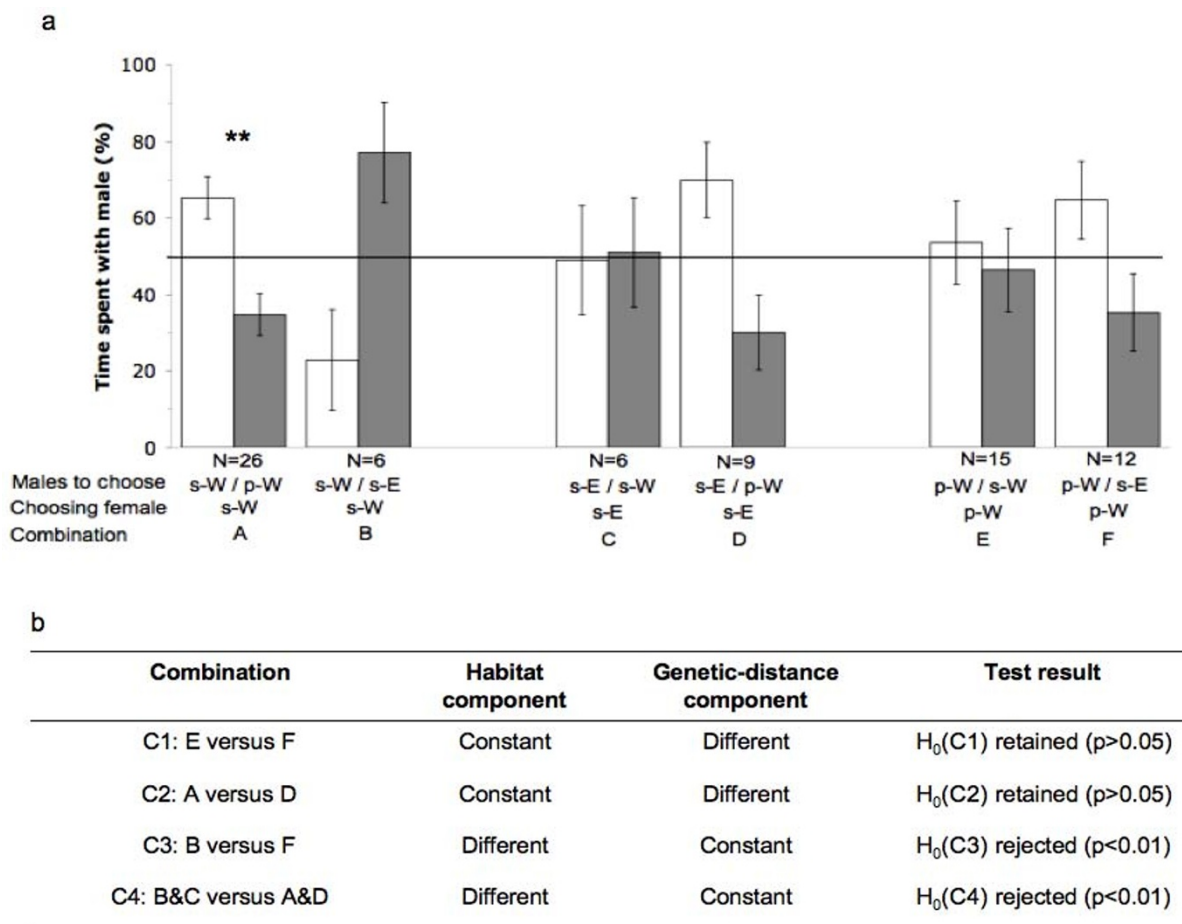 a
100
80
60
40
20
0
Time spent with male (%)
**
N=26 N=6 N=6 N=9 N=15 N=12
Males to choose s-W / p-W s-W / s-E s-E / s-W s-E / p-W p-W / s-W p-W / s-E
Choosing female s-W s-W s-E s-E p-W p-W
Combination A B C D E F
b
Combination Habitat component Genetic-distance component Test result
C1: E versus F Constant Different H₀(C1) retained (p>0.05)
C2: A versus D Constant Different H₀(C2) retained (p>0.05)
C3: B versus F Different Constant H₀(C3) rejected (p<0.01)
C4: B&C versus A&D Different Constant H₀(C4) rejected (p<0.01)